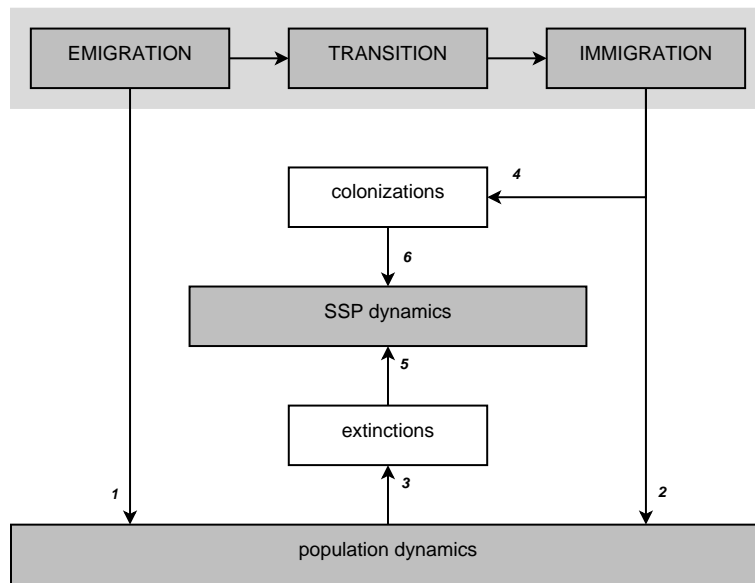 EMIGRATION
TRANSITION
IMMIGRATION
colonizations
4
6
SSP dynamics
5
extinctions
1
3
2
population dynamics